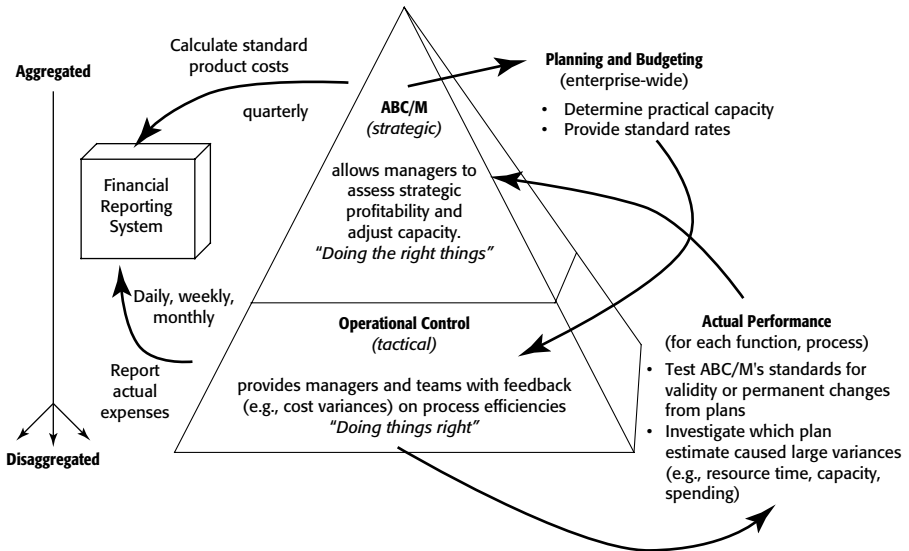 Aggregated
Disaggregated
Calculate standard
product costs
quarterly
Financial
Reporting
System
Daily, weekly,
monthly
Report
actual
expenses
ABC/M
(strategic)
allows managers to
assess strategic
profitability and
adjust capacity.
“Doing the right things”
Operational Control
(tactical)
provides managers and teams with feedback
(e.g., cost variances) on process efficiencies
“Doing things right”
Planning and Budgeting
(enterprise-wide)
• Determine practical capacity
• Provide standard rates
Actual Performance
(for each function, process)
• Test ABC/M's standards for
validity or permanent changes
from plans
• Investigate which plan
estimate caused large variances
(e.g., resource time, capacity,
spending)